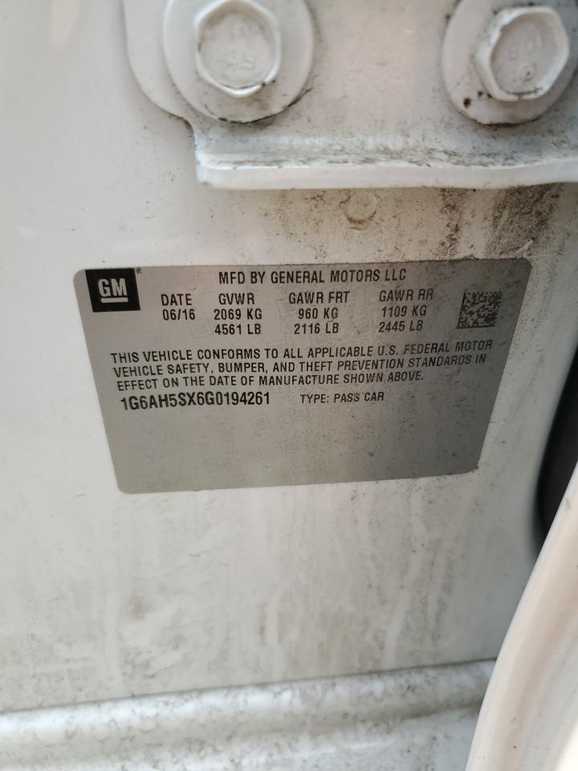 GM
MFD BY GENERAL MOTORS LLC
DATE GVWR GAWR FRT GAWR RR
06/16 2069 KG 960 KG 1109 KG
4561 LB 2116 LB 2445 LB
THIS VEHICLE CONFORMS TO ALL APPLICABLE U.S. FEDERAL MOTOR
VEHICLE SAFETY, BUMPER, AND THEFT PREVENTION STANDARDS IN
EFFECT ON THE DATE OF MANUFACTURE SHOWN ABOVE.
1G6AH5SX6G0194261 TYPE: PASS CAR